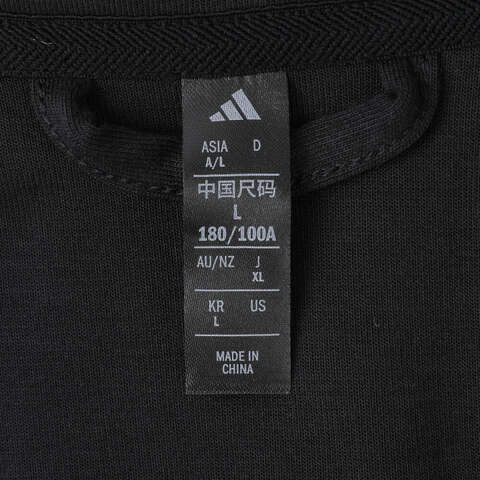 ASIA D
A/L
中国尺码
L
180/100A
AU/NZ J
XL
KR US
L
MADE IN
CHINA